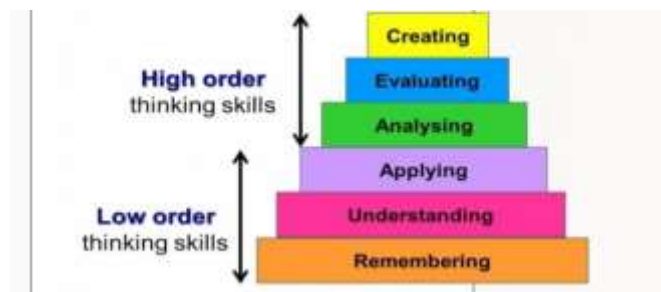 Creating
Evaluating
Analysing
Applying
Understanding
Remembering
High order
thinking skills
Low order
thinking skills